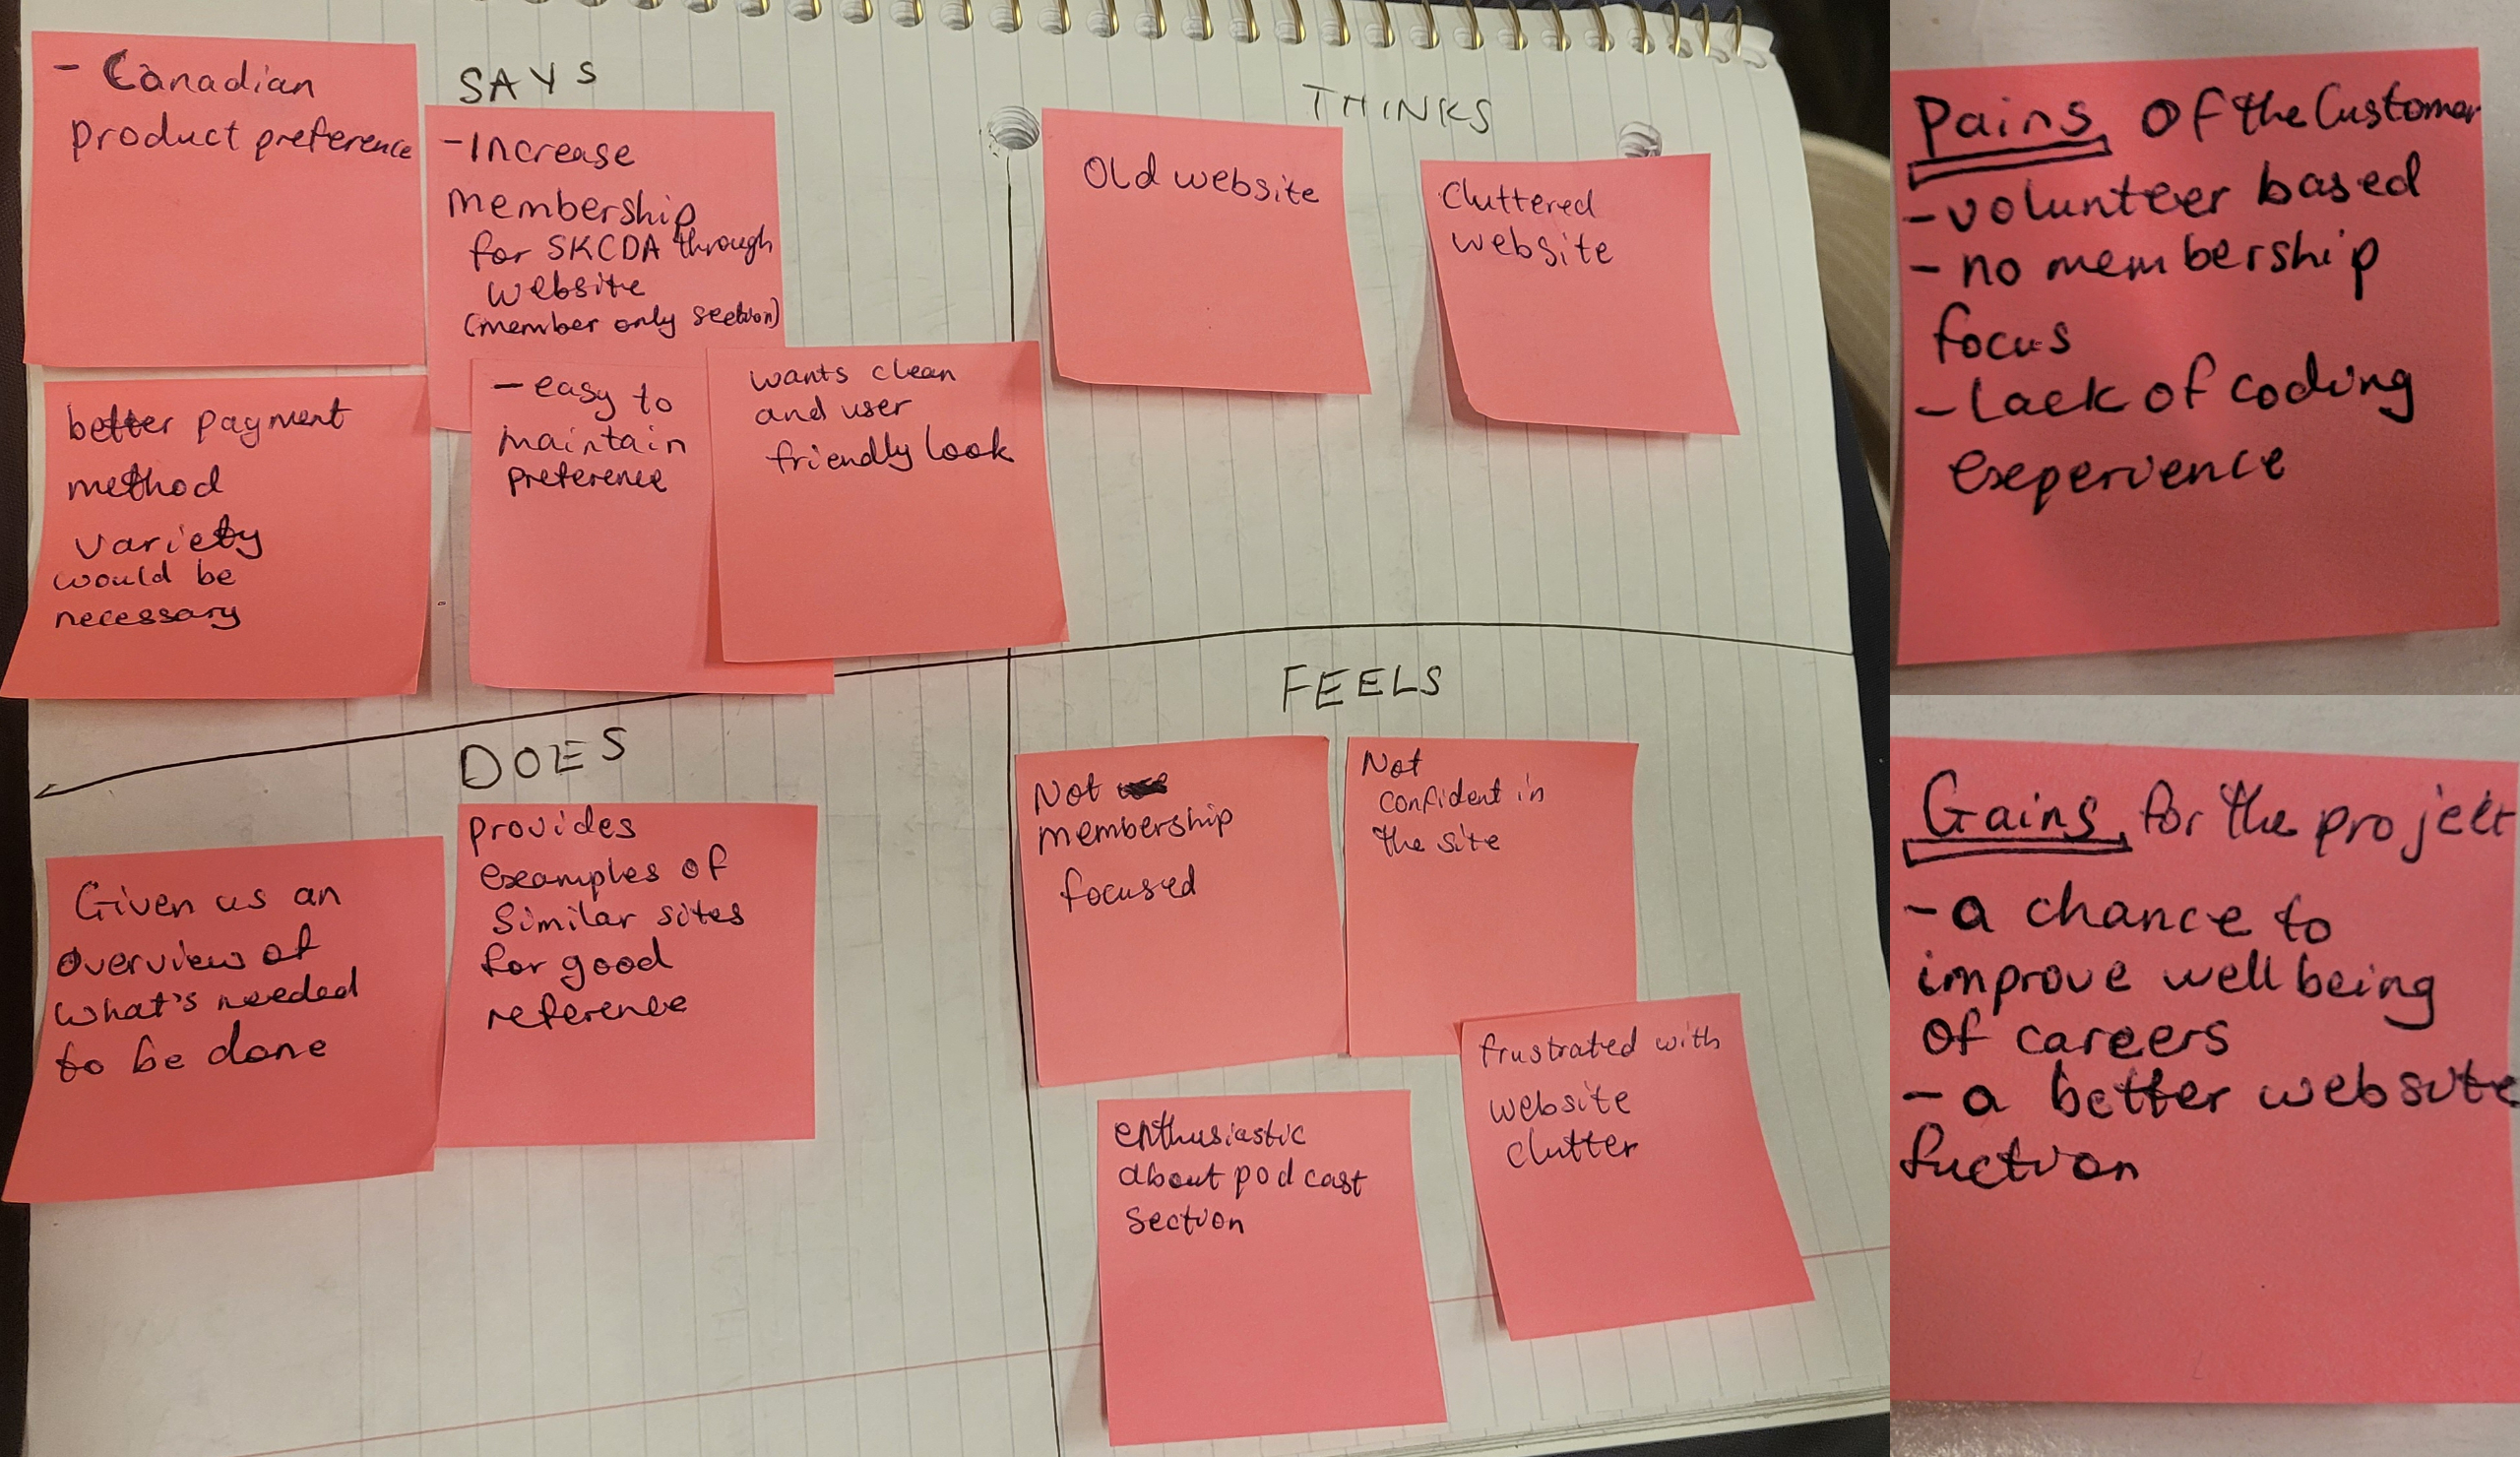 SAYS
- Canadian
product preference
- Increase
membership
for SKCDA through
website
(member only section)
better payment
method
variety
would be
necessary
- easy to
maintain
preference
wants clean
and user
friendly look
THINKS
Old website
Cluttered
website
DOES
Given us an
overview of
what's needed
to be done
provides
examples of
similar sites
for good
reference
FEELS
Not
membership
focused
Not
confident in
the site
enthusiastic
about podcast
section
frustrated with
website
clutter
Pains of the Customer
- volunteer based
- no membership
focus
- lack of coding
exeperience
Gains for the project
- a chance to
improve well being
of careers
- a better website
fuction